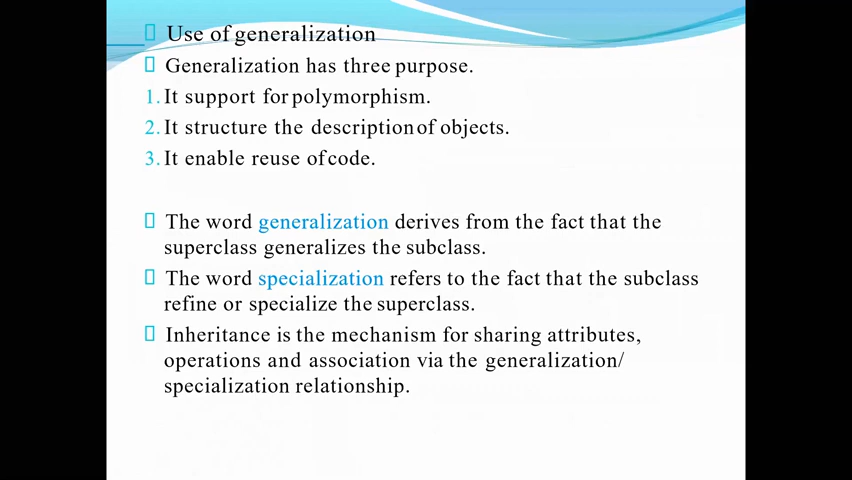 Use of generalization
Generalization has three purpose.
1. It support for polymorphism.
2. It structure the description of objects.
3. It enable reuse of code.
The word generalization derives from the fact that the
superclass generalizes the subclass.
The word specialization refers to the fact that the subclass
refine or specialize the superclass.
Inheritance is the mechanism for sharing attributes,
operations and association via the generalization/
specialization relationship.